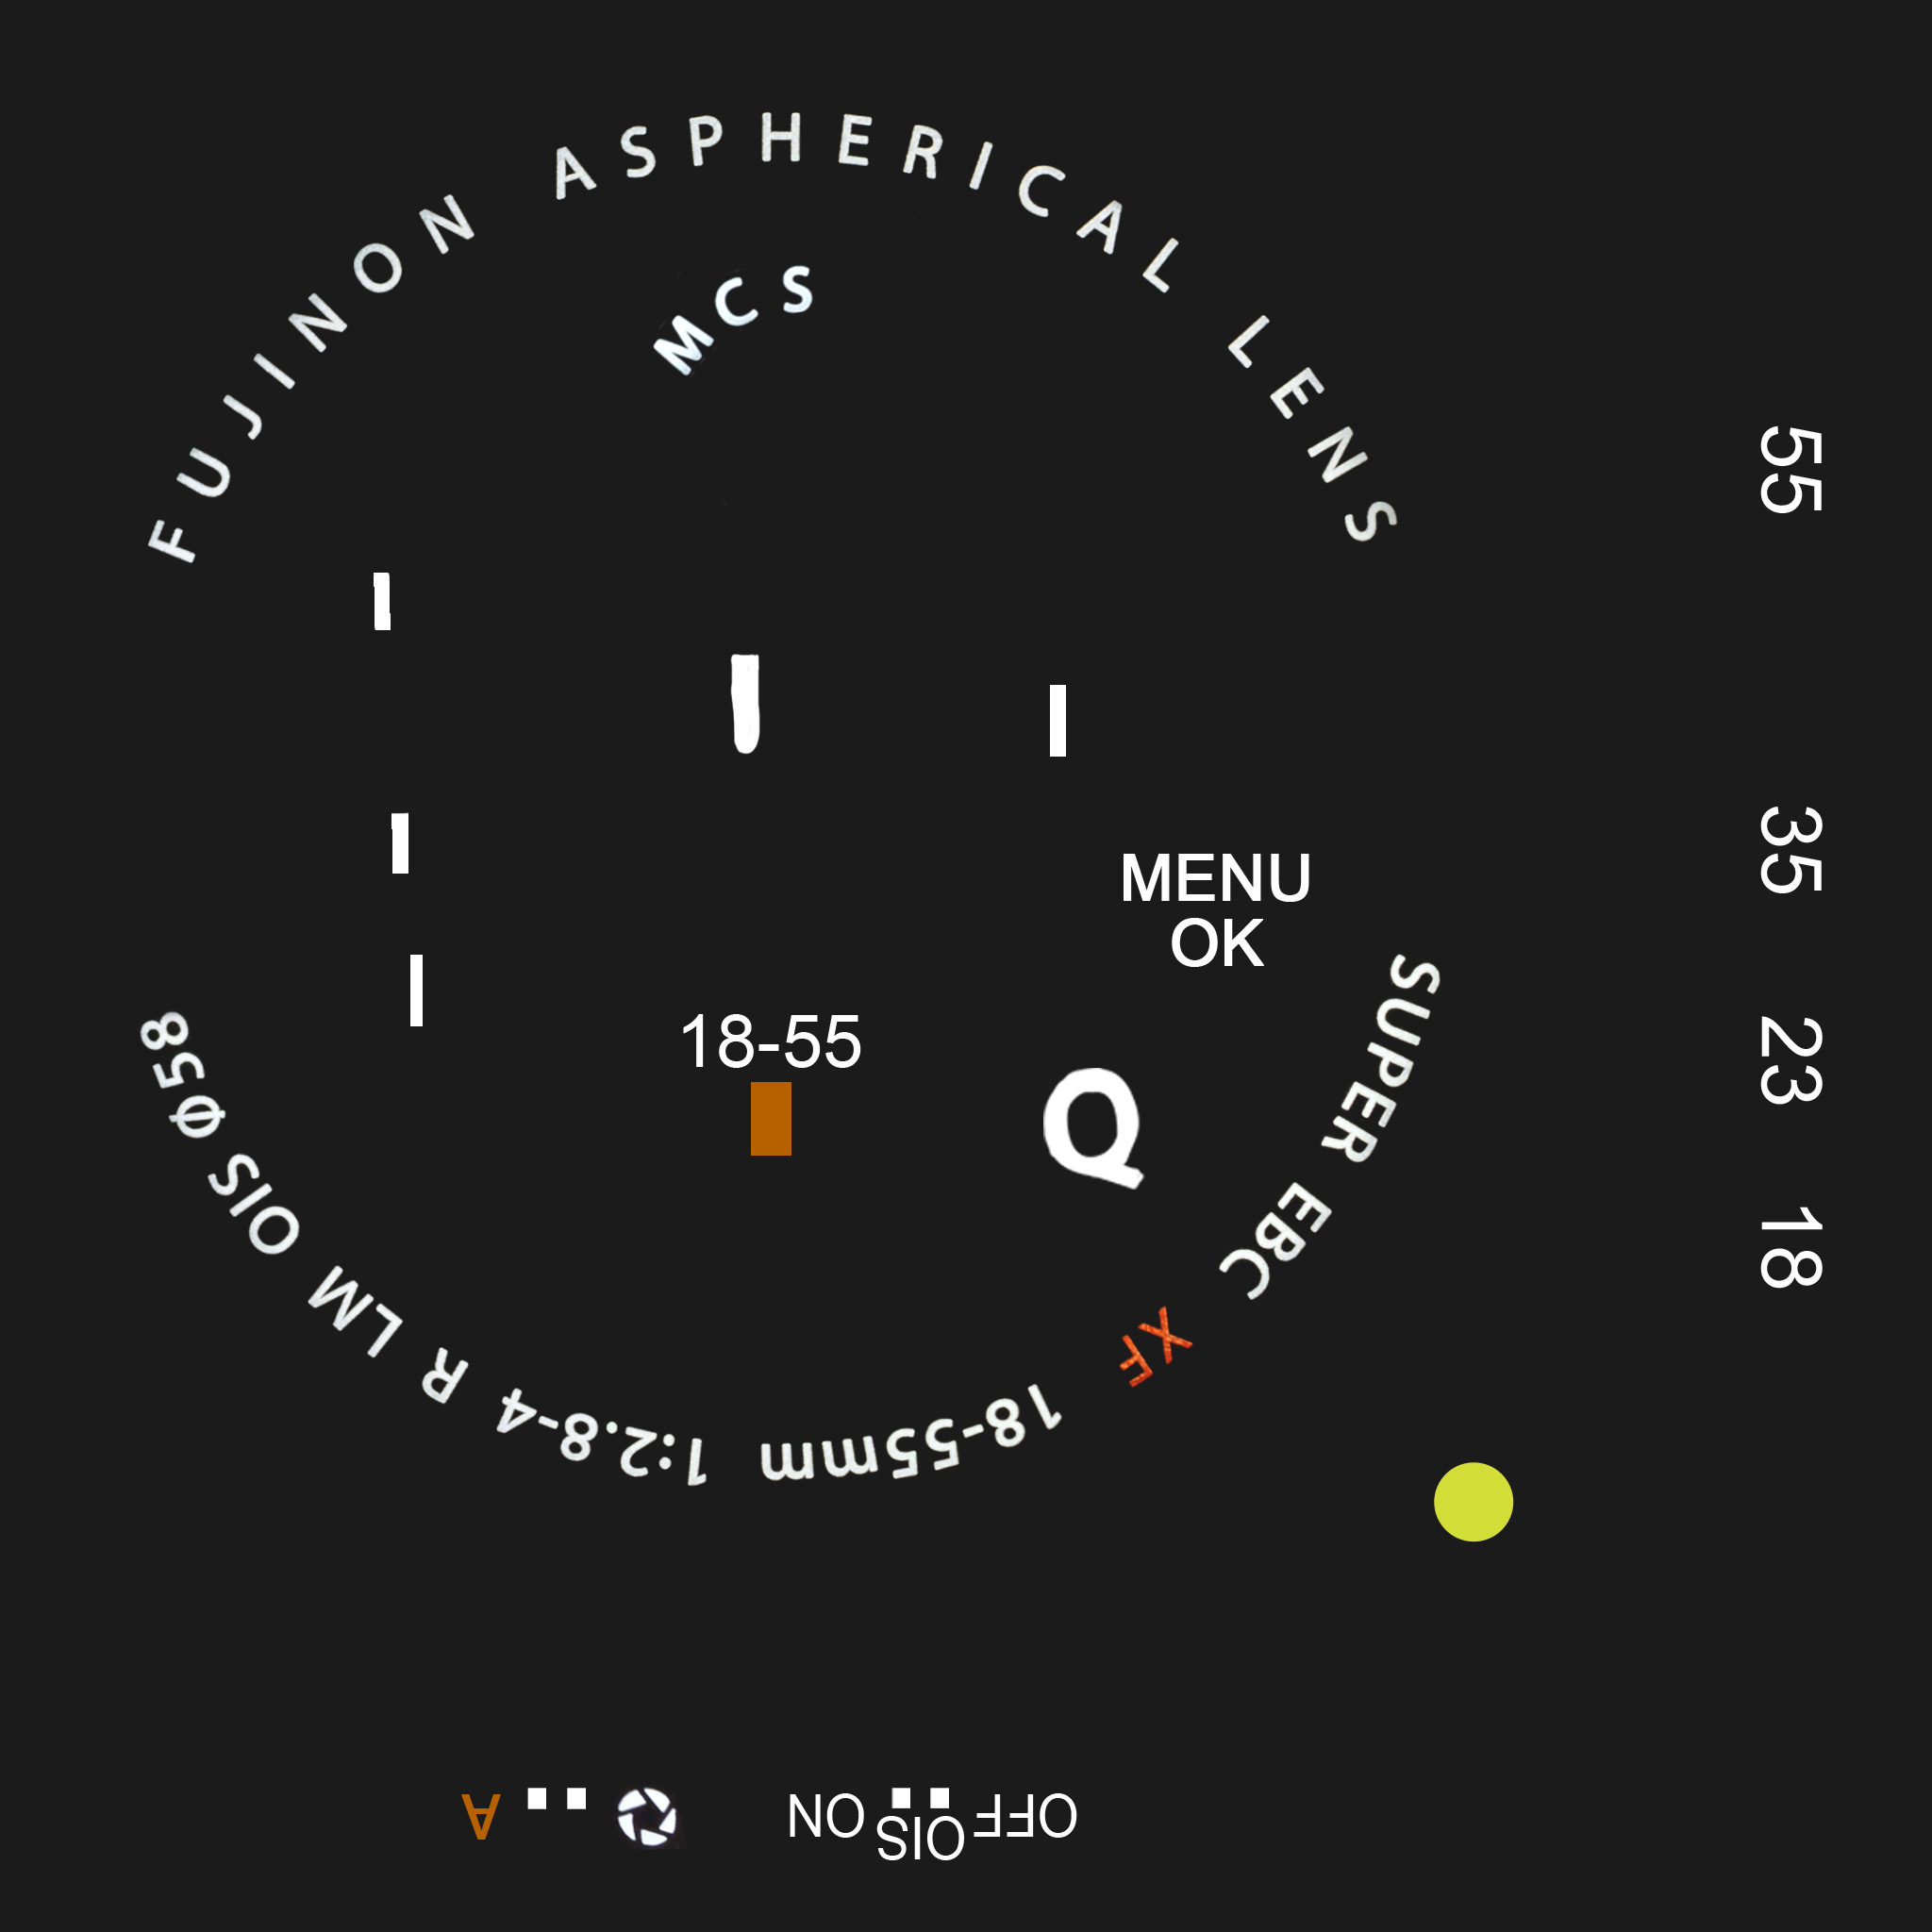 FUJINON ASPHERICAL LENS
MCS
55
35
23
18
MENU
OK
18-55
Q
SUPER EBC XF 18-55mm 1:2.8-4 R LM OIS Φ58
A
ON OIS OFF